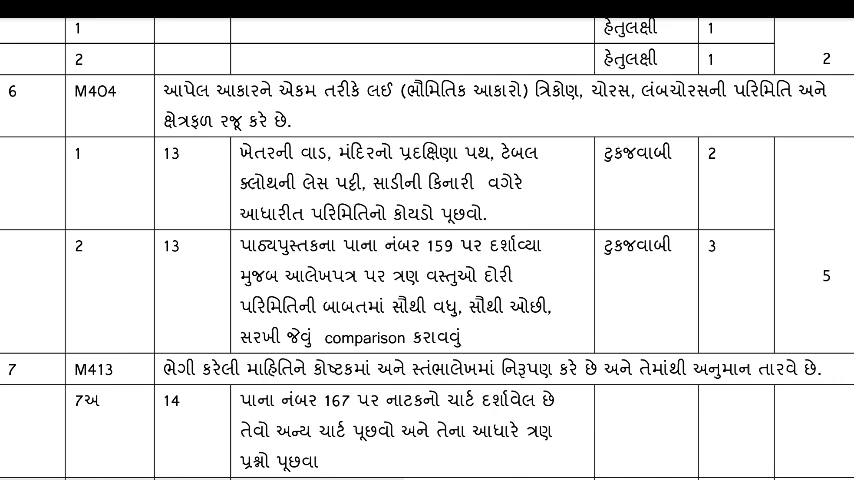 1 હેતુલક્ષી 1
2 હેતુલક્ષી 1 2
6 M404 આપેલ આકારને એકમ તરીકે લઈ (ભૌમિતિક આકારો) ત્રિકોણ, ચોરસ, લંબચોરસની પરિમિતિ અને
ક્ષેત્રફળ રજૂ કરે છે.
1 13 ખેતરની વાડ, મંદિરનો પ્રદક્ષિણા પથ, ટેબલ ટુકજવાબી 2
ક્લોથની લેસ પટ્ટી, સાડીની કિનારી વગેરે
આધારીત પરિમિતિનો કોયડો પૂછવો.
2 13 પાઠ્યપુસ્તકના પાના નંબર 159 પર દર્શાવ્યા ટુકજવાબી 3
મુજબ આલેખપત્ર પર ત્રણ વસ્તુઓ દોરી 5
પરિમિતિની બાબતમાં સૌથી વધુ, સૌથી ઓછી,
સરખી જેવું comparison કરાવવું
7 M413 ભેગી કરેલી માહિતિને કોષ્ટકમાં અને સ્તંભાલેખમાં નિરૂપણ કરે છે અને તેમાંથી અનુમાન તારવે છે.
7અ 14 પાના નંબર 167 પર નાટકનો ચાર્ટ દર્શાવેલ છે
તેવો અન્ય ચાર્ટ પૂછવો અને તેના આધારે ત્રણ
પ્રશ્નો પૂછવા